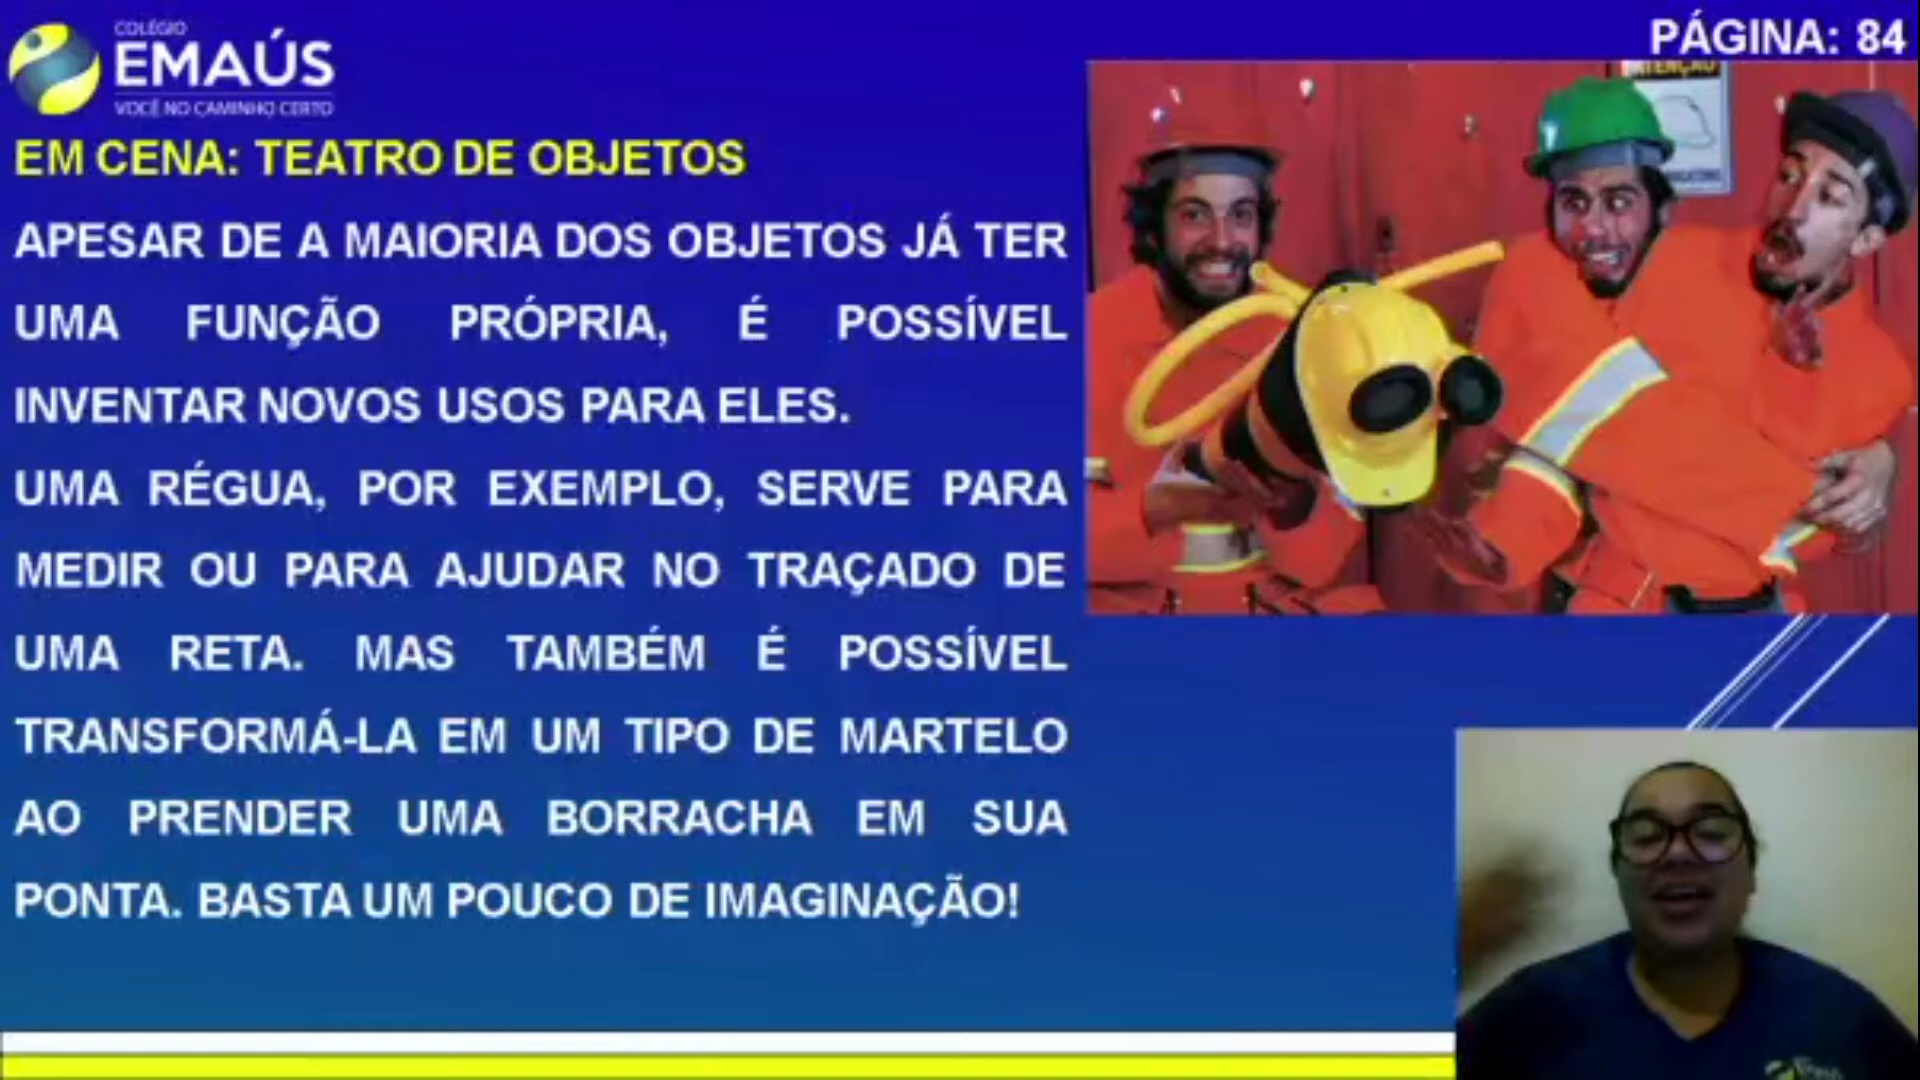 COLÉGIO
EMAÚS
VOCÊ NO CAMINHO CERTO
PÁGINA: 84
ATENÇÃO
EM CENA: TEATRO DE OBJETOS
APESAR DE A MAIORIA DOS OBJETOS JÁ TER
UMA FUNÇÃO PRÓPRIA, É POSSÍVEL
INVENTAR NOVOS USOS PARA ELES.
UMA RÉGUA, POR EXEMPLO, SERVE PARA
MEDIR OU PARA AJUDAR NO TRAÇADO DE
UMA RETA. MAS TAMBÉM É POSSÍVEL
TRANSFORMÁ-LA EM UM TIPO DE MARTELO
AO PRENDER UMA BORRACHA EM SUA
PONTA. BASTA UM POUCO DE IMAGINAÇÃO!